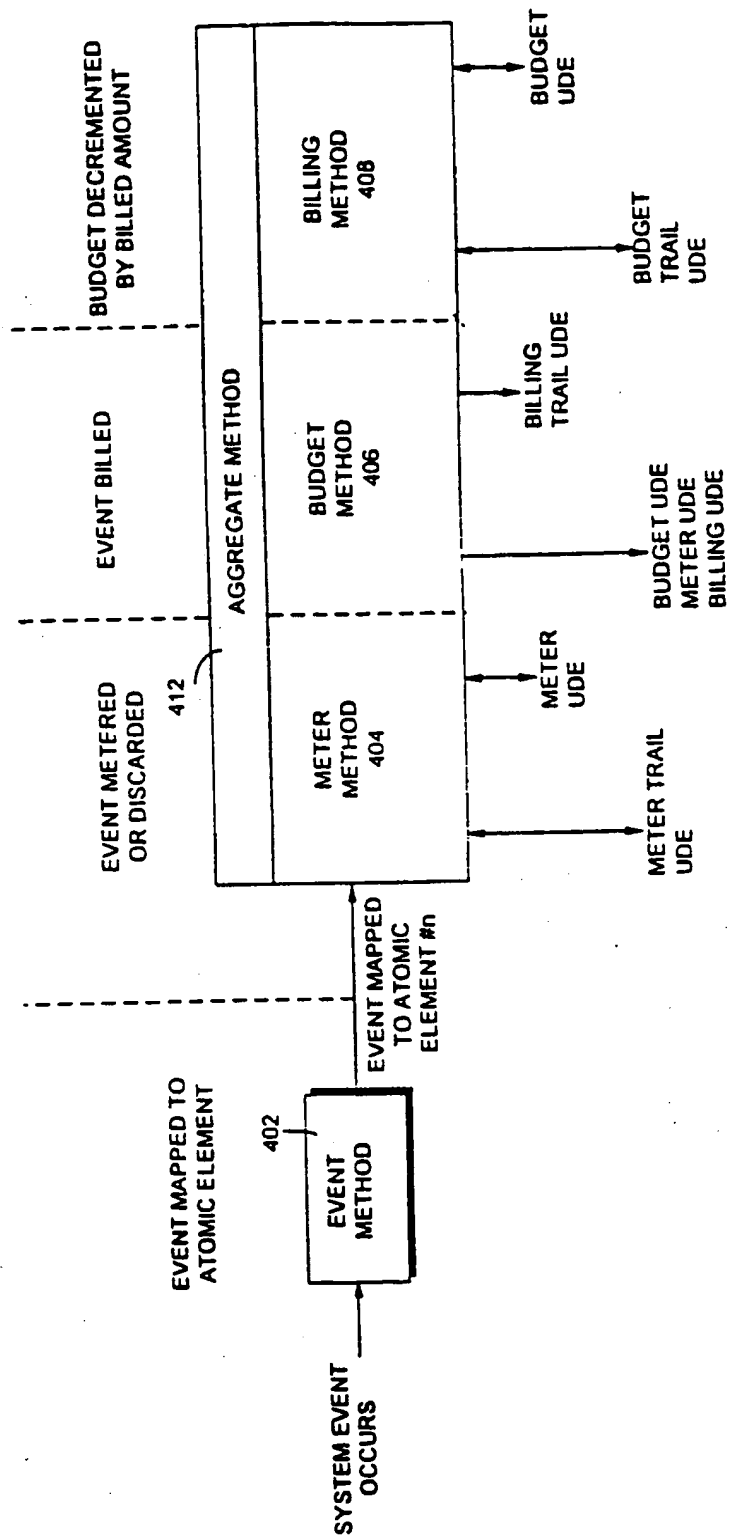 EVENT MAPPED TO
ATOMIC ELEMENT
EVENT METERED
OR DISCARDED
EVENT BILLED
BUDGET DECREMENTED
BY BILLED AMOUNT
SYSTEM EVENT
OCCURS
402
EVENT
METHOD
EVENT MAPPED
TO ATOMIC
ELEMENT #n
412
AGGREGATE METHOD
METER
METHOD
404
BUDGET
METHOD
406
BILLING
METHOD
408
METER TRAIL
UDE
METER
UDE
BUDGET UDE
METER UDE
BILLING UDE
BILLING
TRAIL UDE
BUDGET
TRAIL
UDE
BUDGET
UDE